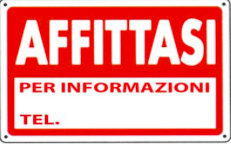 AFFITTASI
PER INFORMAZIONI
TEL.